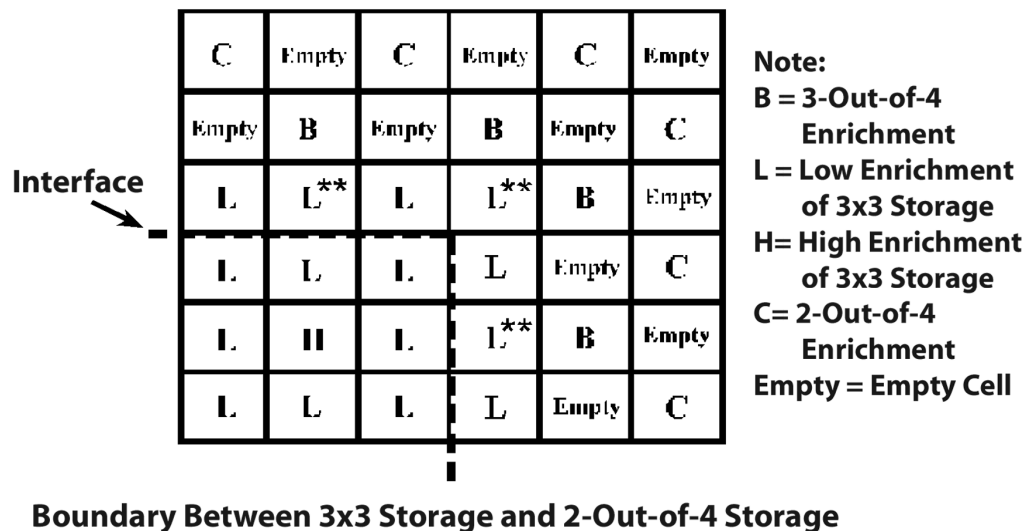 C Empty C Empty C Empty
Empty B Empty B Empty C
L L** L L** B Empty
L L L L Empty C
L H L L** B Empty
L L L L Empty C
Interface
Note:
B = 3-Out-of-4
Enrichment
L = Low Enrichment
of 3x3 Storage
H= High Enrichment
of 3x3 Storage
C= 2-Out-of-4
Enrichment
Empty = Empty Cell
Boundary Between 3x3 Storage and 2-Out-of-4 Storage